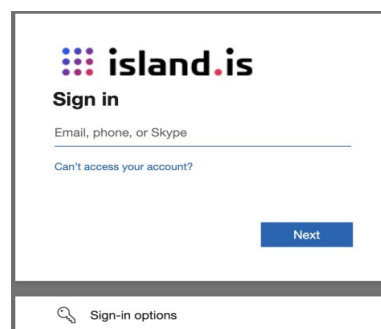 island.is
Sign in
Email, phone, or Skype
Can't access your account?
Next
Sign-in options